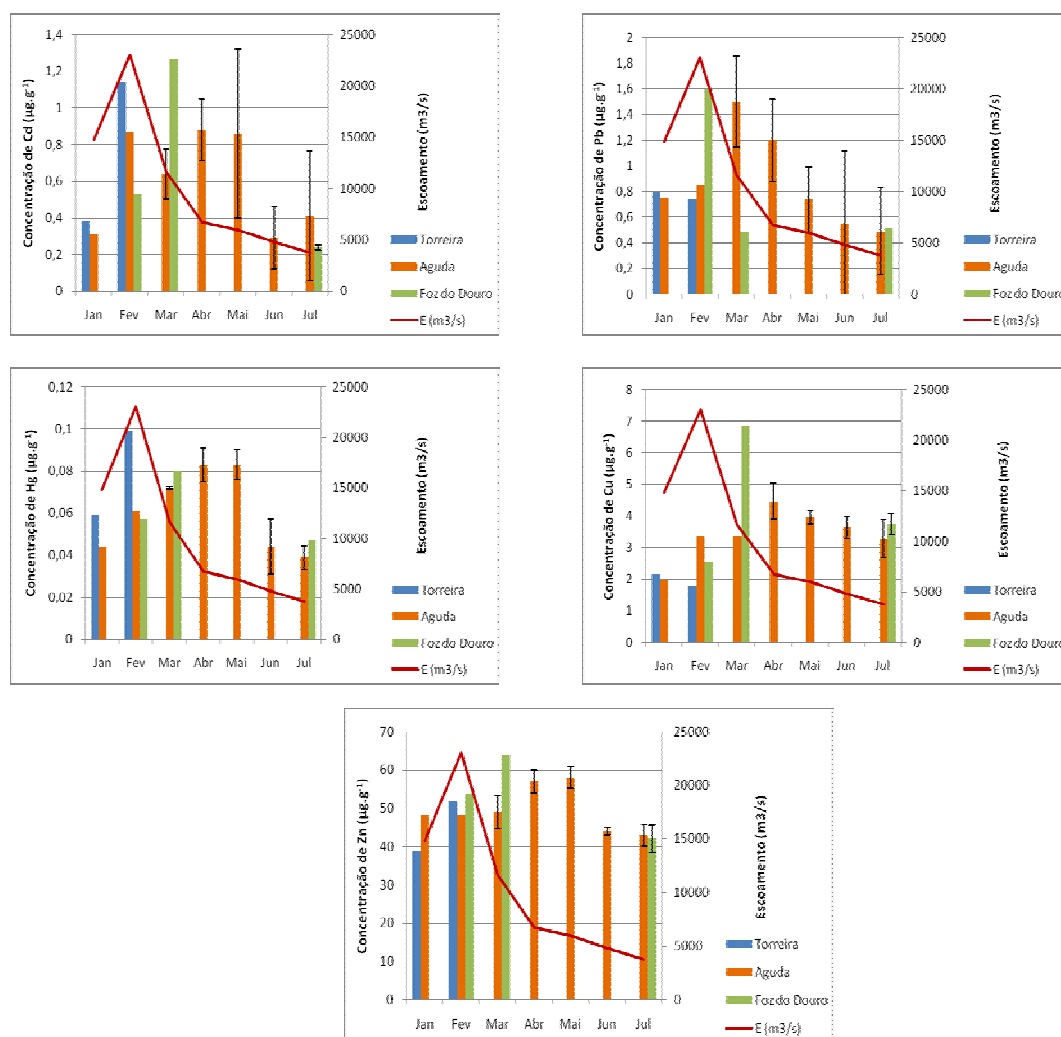 Concentração de Cd (µg.g⁻¹)
1,4
1,2
1
0,8
0,6
0,4
0,2
0
25000
20000
15000
10000
5000
0
Escoamento (m3/s)
Jan Fev Mar Abr Mai Jun Jul
Torreira
Aguda
Foz do Douro
E (m3/s)
Concentração de Pb (µg.g⁻¹)
2
1,8
1,6
1,4
1,2
1
0,8
0,6
0,4
0,2
0
25000
20000
15000
10000
5000
0
Escoamento (m3/s)
Jan Fev Mar Abr Mai Jun Jul
Torreira
Aguda
Foz do Douro
E (m3/s)
Concentração de Hg (µg.g⁻¹)
0,12
0,1
0,08
0,06
0,04
0,02
0
25000
20000
15000
10000
5000
0
Escoamento (m3/s)
Jan Fev Mar Abr Mai Jun Jul
Torreira
Aguda
Foz do Douro
E (m3/s)
Concentração de Cu (µg.g⁻¹)
8
7
6
5
4
3
2
1
0
25000
20000
15000
10000
5000
0
Escoamento (m3/s)
Jan Fev Mar Abr Mai Jun Jul
Torreira
Aguda
Foz do Douro
E (m3/s)
Concentração de Zn (µg.g⁻¹)
70
60
50
40
30
20
10
0
25000
20000
15000
10000
5000
0
Escoamento (m3/s)
Jan Fev Mar Abr Mai Jun Jul
Torreira
Aguda
Foz do Douro
E (m3/s)